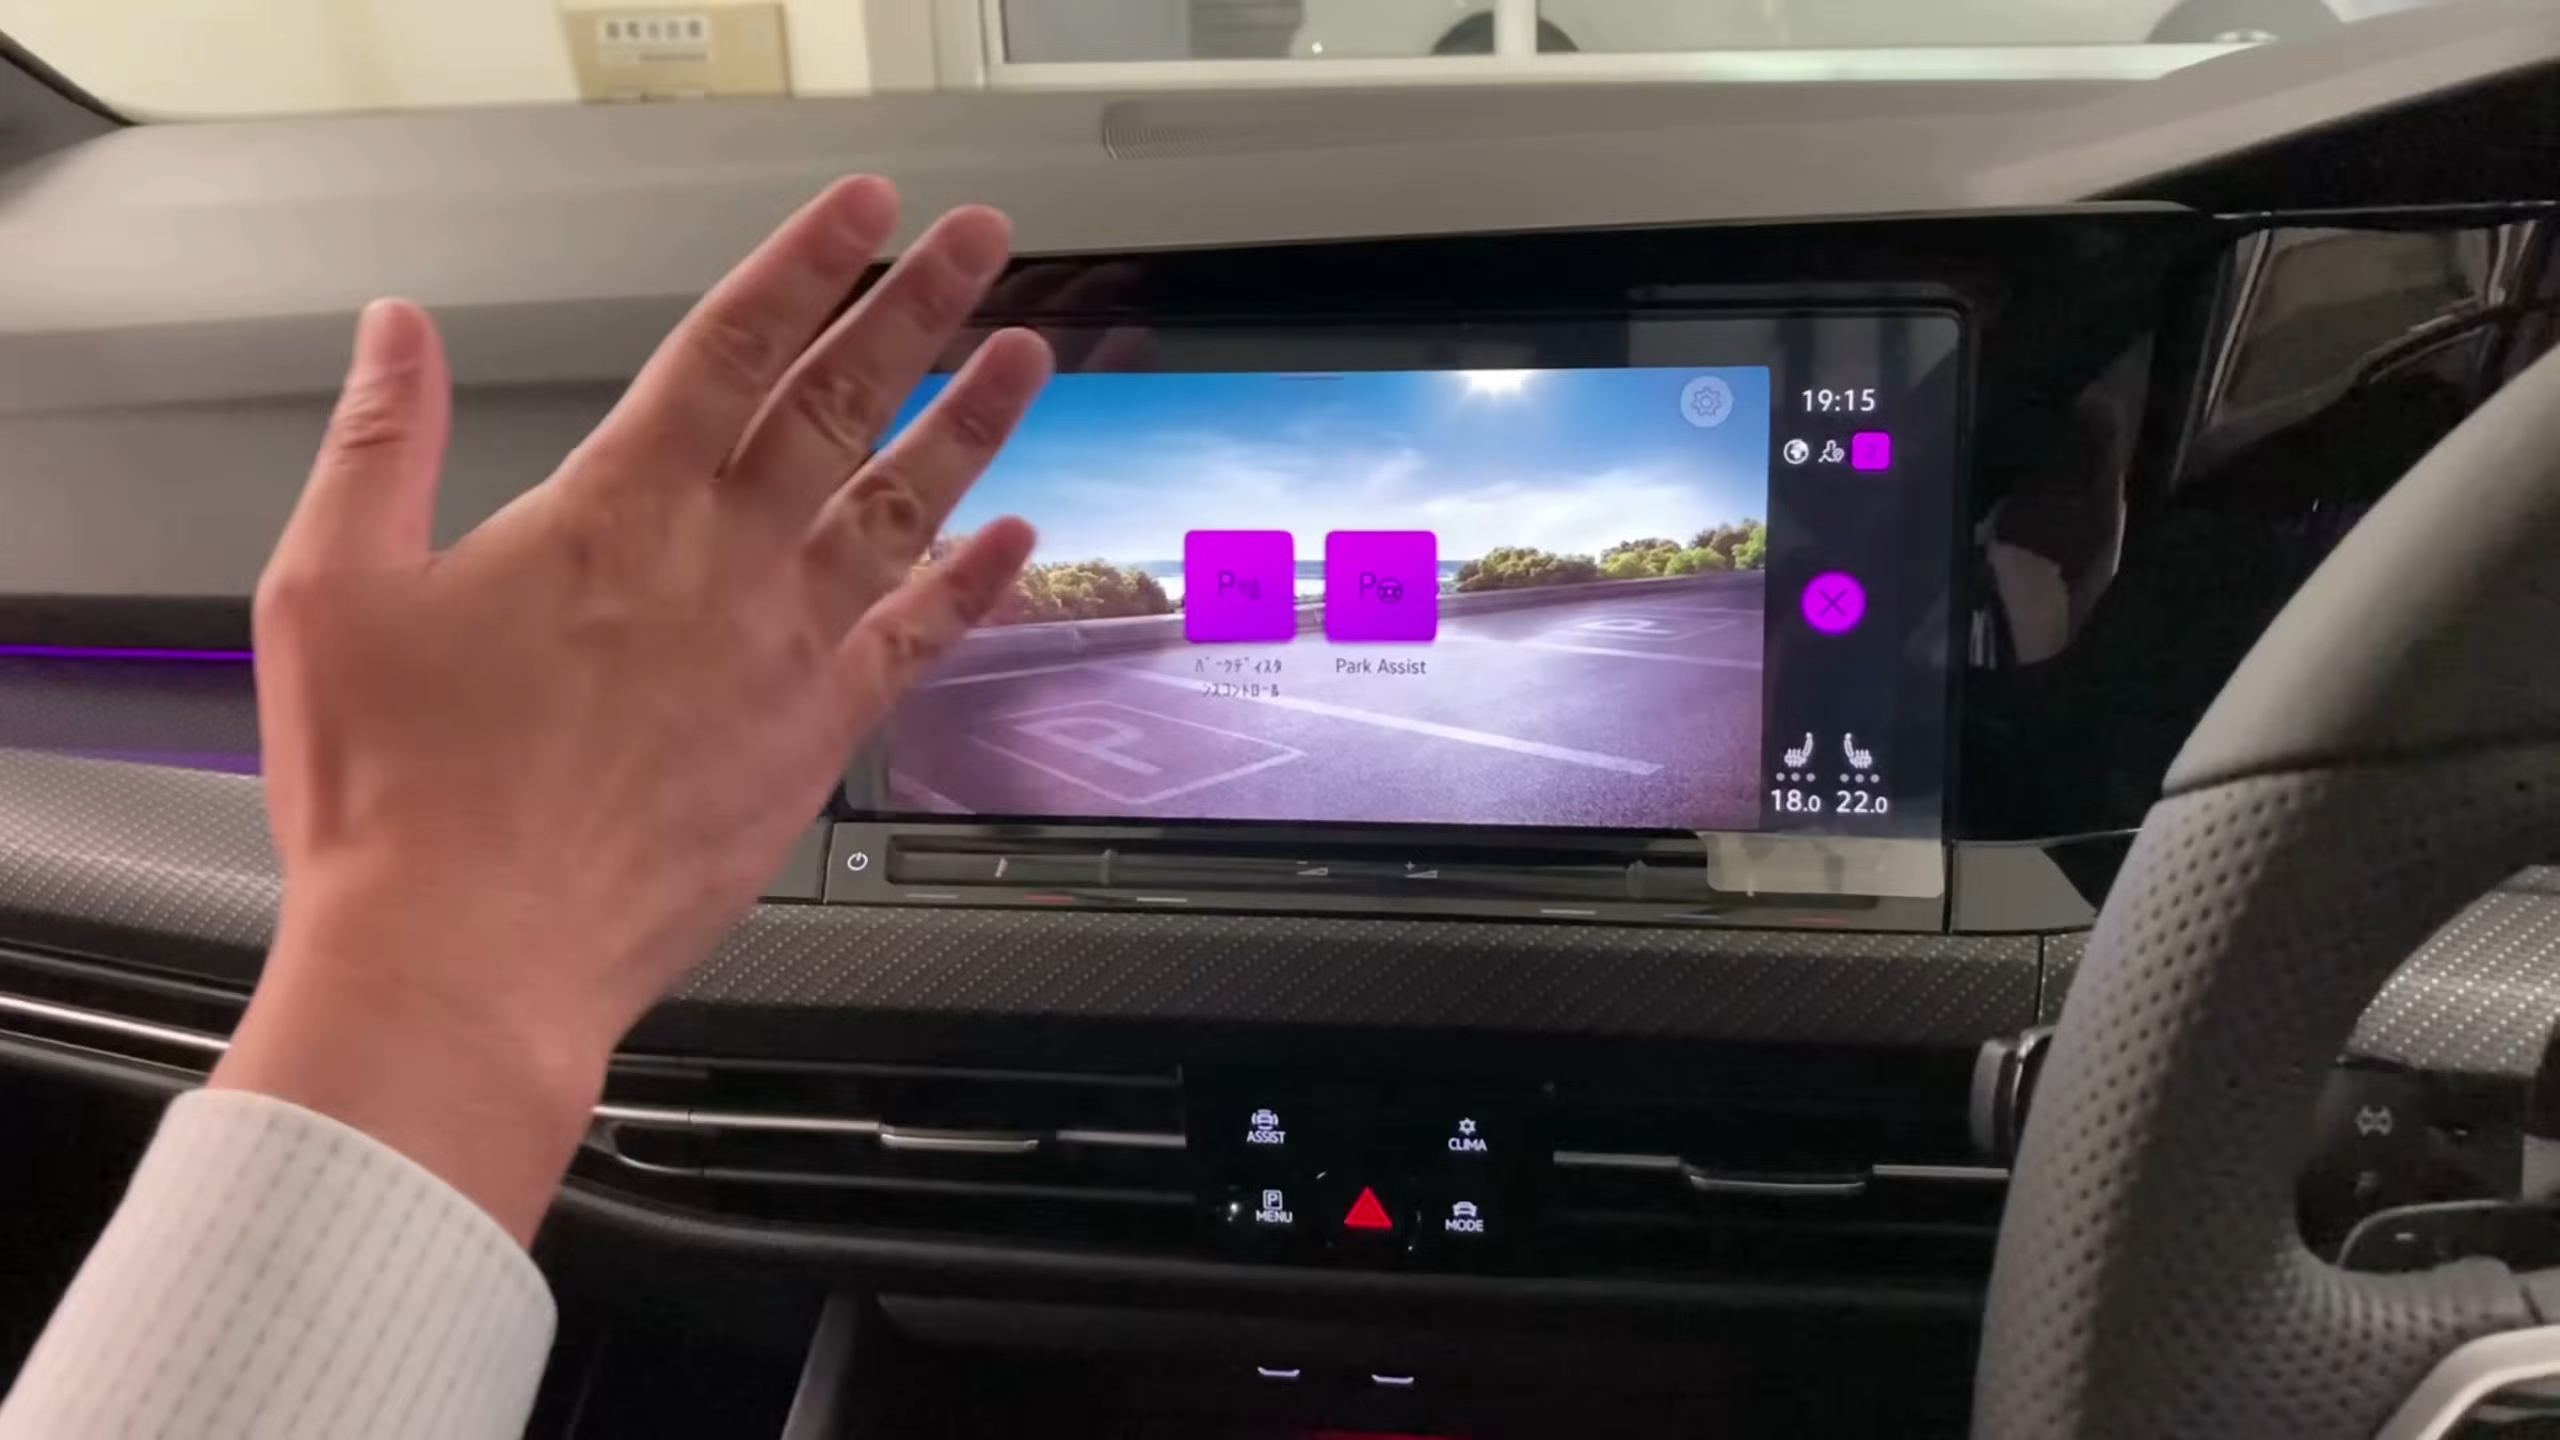 19:15
P
P
ﾊﾟｰｸﾃﾞｨｽﾀ
ﾝｽｺﾝﾄﾛｰﾙ
Park Assist
P
P
18.0 22.0
ASSIST
CLIMA
P
MENU
MODE